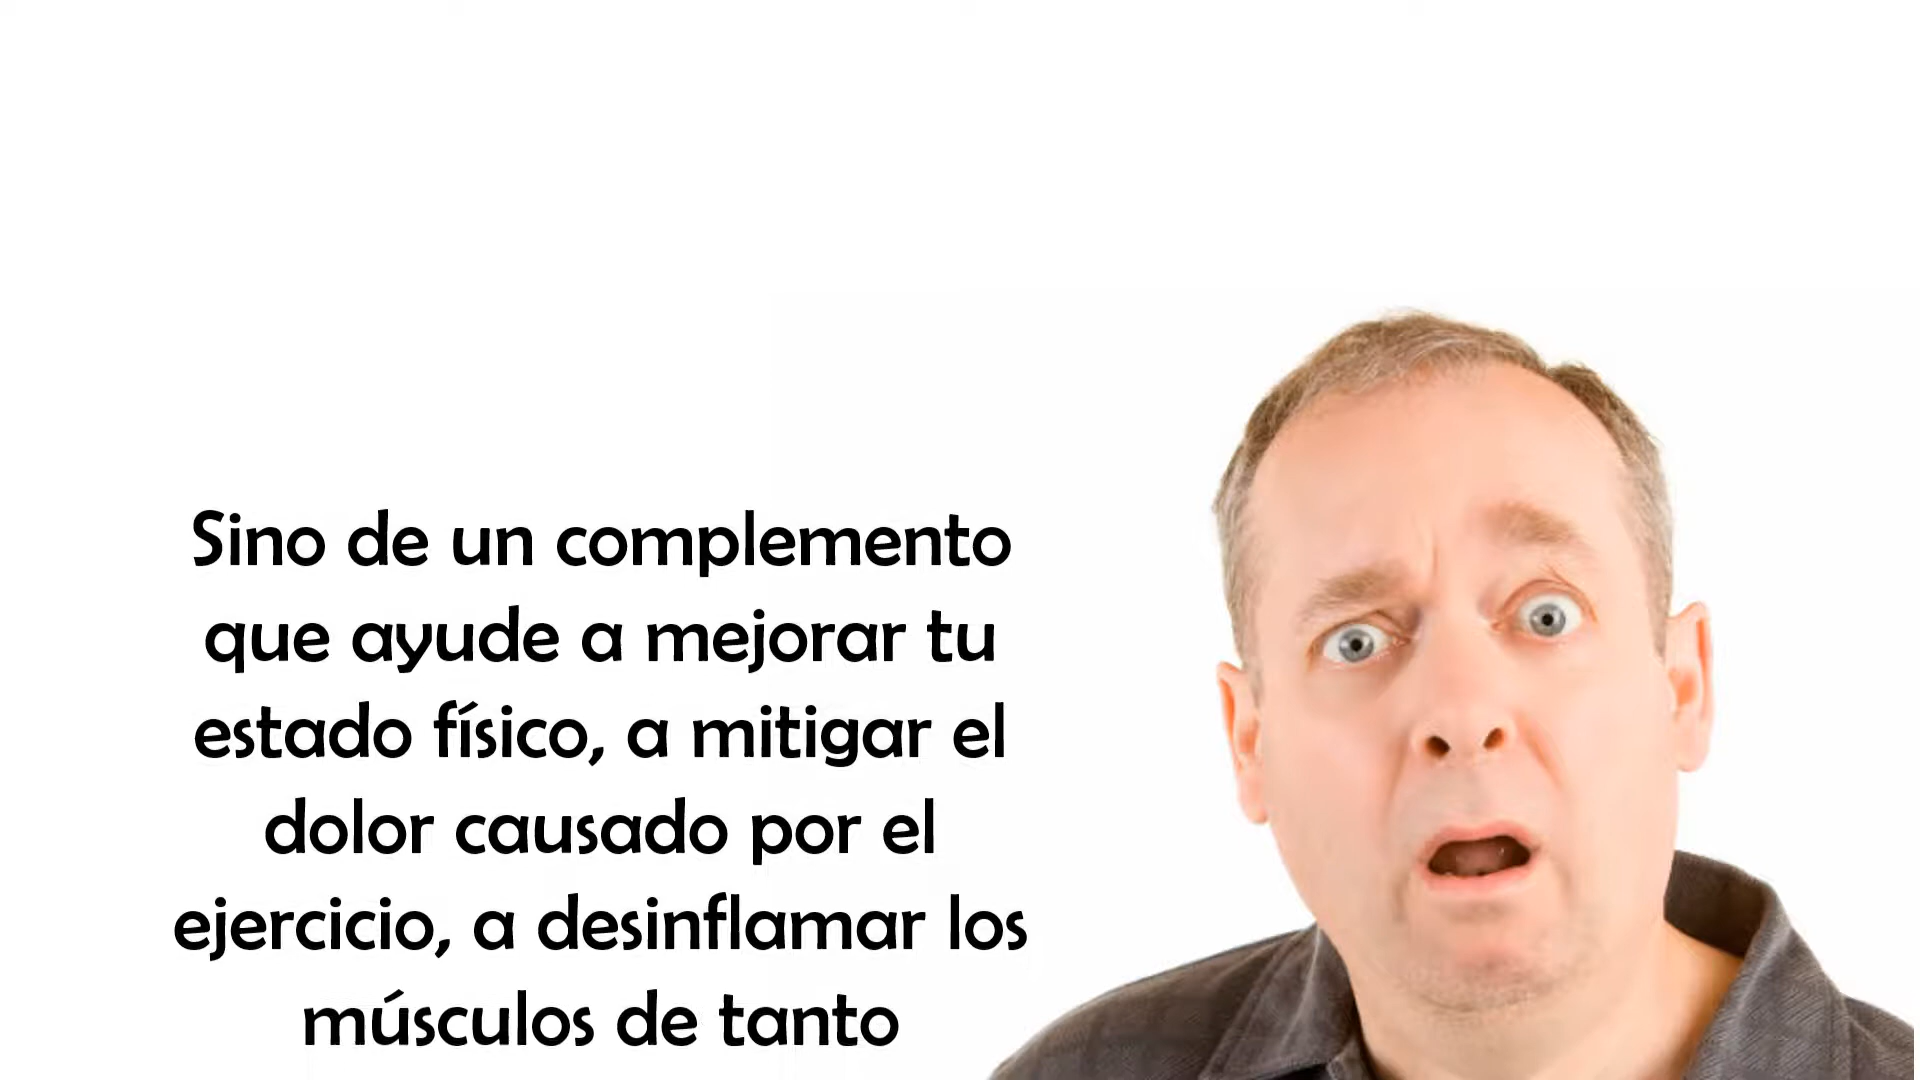 Sino de un complemento
que ayude a mejorar tu
estado físico, a mitigar el
dolor causado por el
ejercicio, a desinflamar los
músculos de tanto